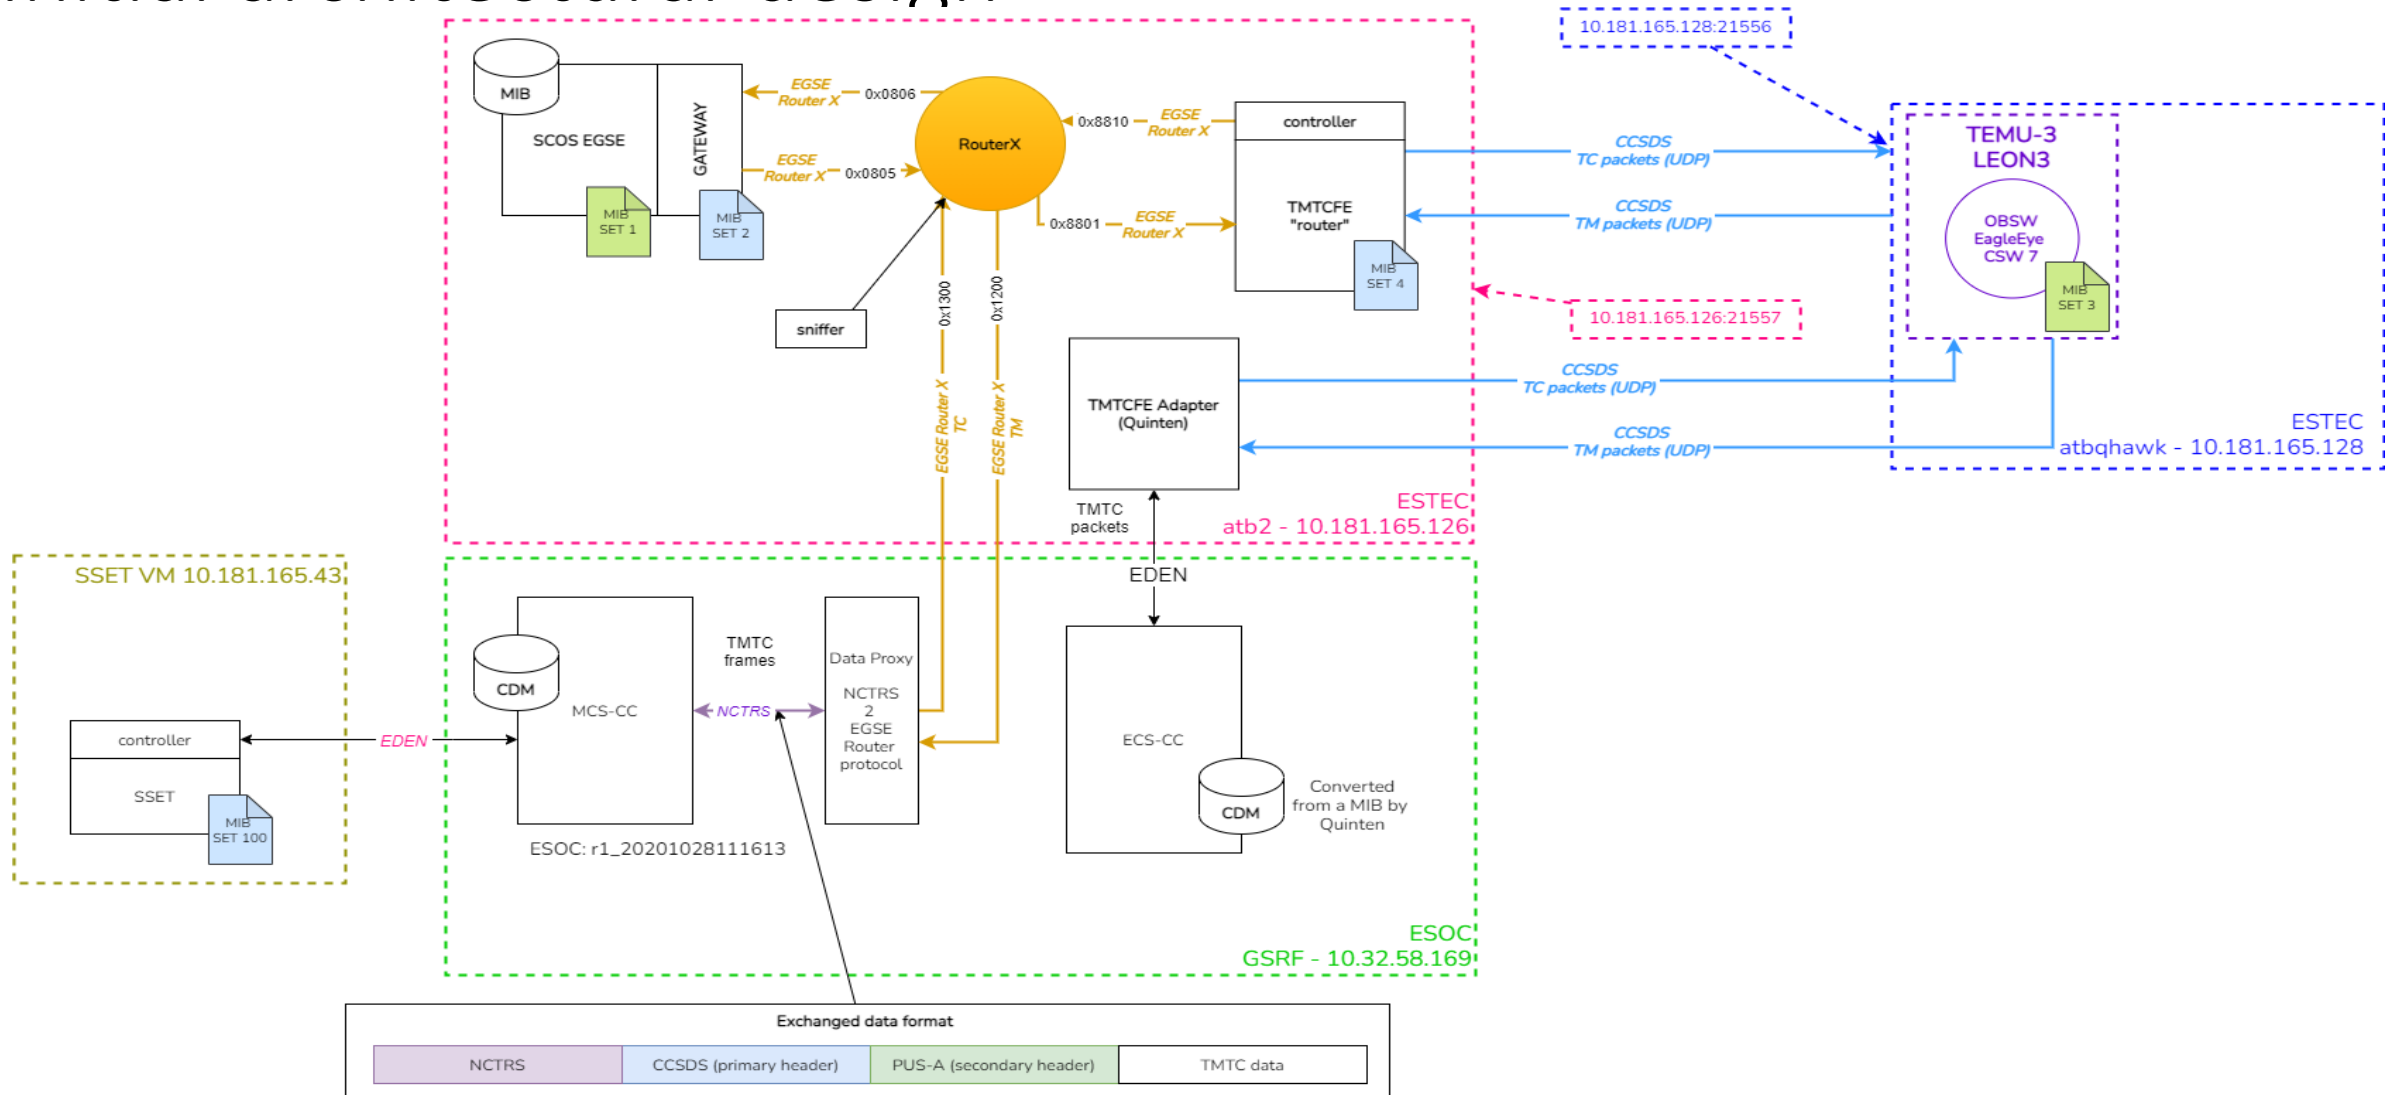 10.181.165.128:21556
MIB
SCOS EGSE
GATEWAY
MIB
SET 1
MIB
SET 2
EGSE
Router X
0x0806
EGSE
Router X
0x0805
RouterX
0x8810
EGSE
Router X
0x8801
EGSE
Router X
controller
TMTCFE
"router"
MIB
SET 4
CCSDS
TC packets (UDP)
CCSDS
TM packets (UDP)
TEMU-3
LEON3
OBSW
EagleEye
CSW 7
MIB
SET 3
sniffer
0x1300
EGSE Router X
TC
0x1200
EGSE Router X
TM
10.181.165.126:21557
TMTCFE Adapter
(Quinten)
CCSDS
TC packets (UDP)
CCSDS
TM packets (UDP)
ESTEC
atbqhawk - 10.181.165.128
TMTC
packets
ESTEC
atb2 - 10.181.165.126
EDEN
SSET VM 10.181.165.43
controller
SSET
MIB
SET 100
EDEN
CDM
MCS-CC
TMTC
frames
NCTRS
Data Proxy
NCTRS
2
EGSE
Router
protocol
ECS-CC
CDM
Converted
from a MIB by
Quinten
ESOC: r1_20201028111613
ESOC
GSRF - 10.32.58.169
Exchanged data format
NCTRS
CCSDS (primary header)
PUS-A (secondary header)
TMTC data